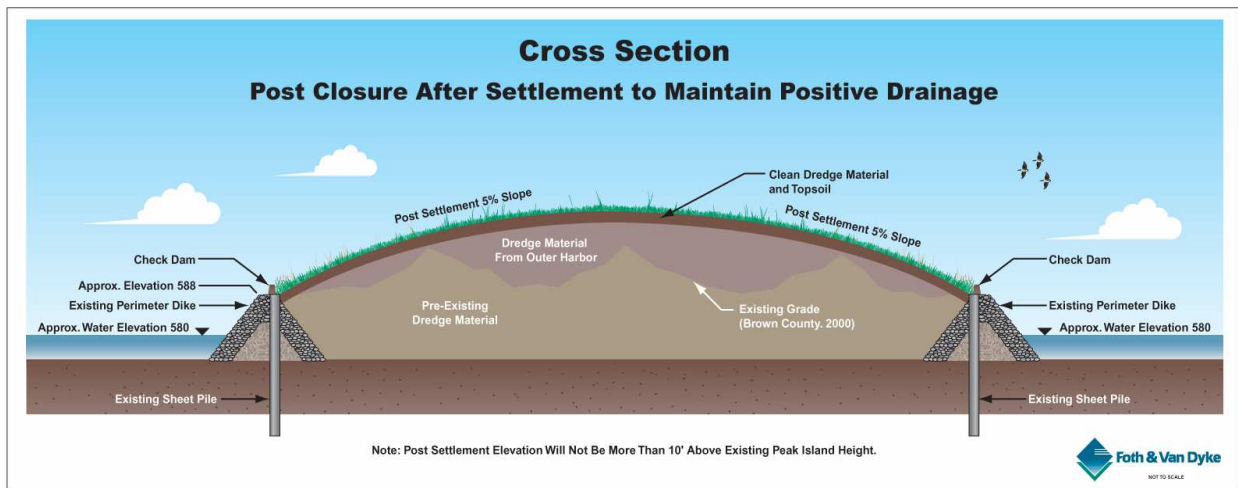 Cross Section
Post Closure After Settlement to Maintain Positive Drainage
Clean Dredge Material
and Topsoil
Post Settlement 5% Slope
Post Settlement 5% Slope
Dredge Material
From Outer Harbor
Check Dam
Check Dam
Approx. Elevation 588
Existing Perimeter Dike
Existing Perimeter Dike
Pre-Existing
Dredge Material
Existing Grade
(Brown County. 2000)
Approx. Water Elevation 580
Approx. Water Elevation 580
Existing Sheet Pile
Existing Sheet Pile
Note: Post Settlement Elevation Will Not Be More Than 10' Above Existing Peak Island Height.
Foth & Van Dyke
NOT TO SCALE